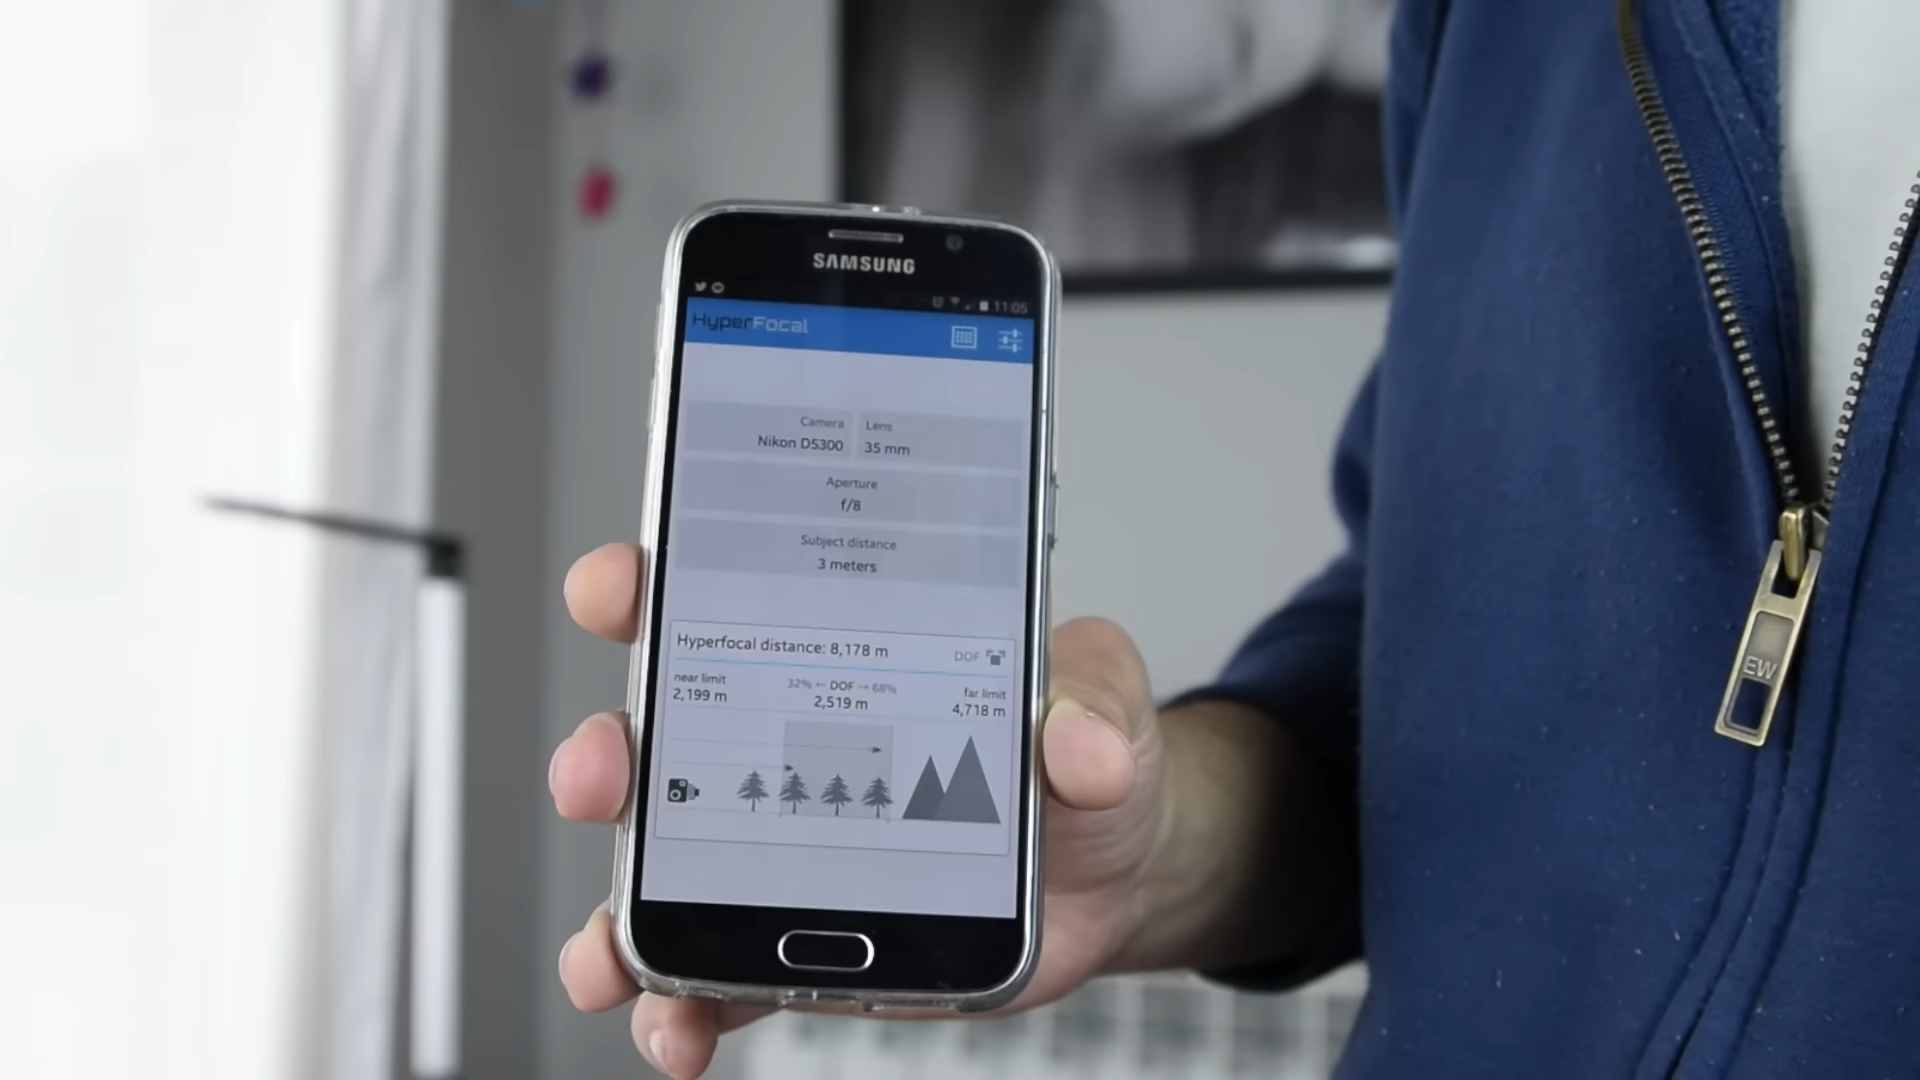 SAMSUNG
11:05
HyperFocal
Camera
Nikon D5300
Lens
35 mm
Aperture
f/8
Subject distance
3 meters
Hyperfocal distance: 8,178 m
DOF
near limit
2,199 m
32% ← DOF → 68%
2,519 m
far limit
4,718 m
EW